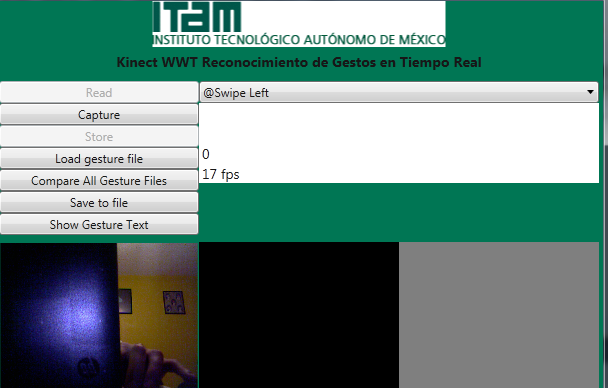 ITAM
INSTITUTO TECNOLÓGICO AUTÓNOMO DE MÉXICO
Kinect WWT Reconocimiento de Gestos en Tiempo Real
Read
@Swipe Left
Capture
Store
Load gesture file
0
Compare All Gesture Files
17 fps
Save to file
Show Gesture Text
hp